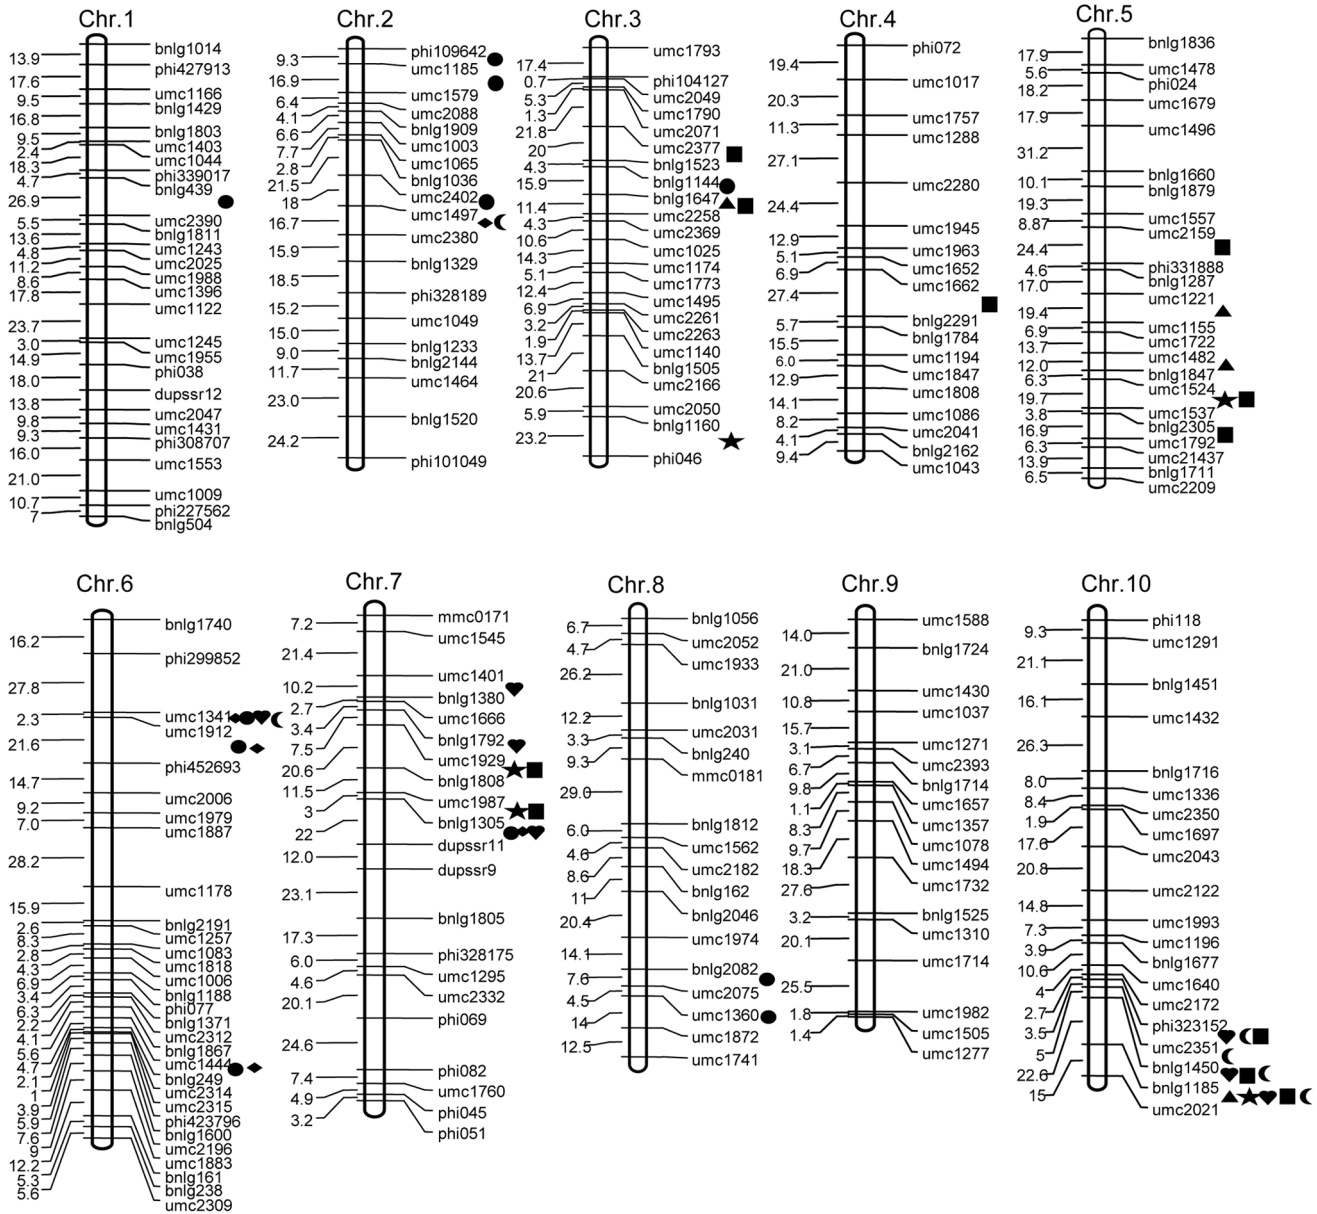 Chr.1
13.9
17.6
9.5
16.8
9.5
2.4
18.3
4.7
26.9
5.5
13.6
4.8
11.2
8.6
17.8
23.7
3.0
14.9
18.0
13.8
9.8
9.3
16.0
21.0
10.7
7
bnlg1014
phi427913
umc1166
bnlg1429
bnlg1803
umc1403
umc1044
phi339017
bnlg439
umc2390
bnlg1811
umc1243
umc2025
umc1988
umc1396
umc1122
umc1245
umc1955
phi038
dupssr12
umc2047
umc1431
phi308707
umc1553
umc1009
phi227562
bnlg504
Chr.2
9.3
16.9
6.4
4.1
6.6
7.7
2.8
21.5
18
16.7
15.9
18.5
15.2
15.0
9.0
11.7
23.0
24.2
phi109642
umc1185
umc1579
umc2088
bnlg1909
umc1003
umc1065
bnlg1036
umc2402
umc1497
umc2380
bnlg1329
phi328189
umc1049
bnlg1233
bnlg2144
umc1464
bnlg1520
phi101049
Chr.3
17.4
0.7
5.3
1.3
21.8
20
4.3
15.9
11.4
4.3
10.6
14.3
5.1
12.4
6.9
3.2
1.9
13.7
21
20.6
5.9
23.2
umc1793
phi104127
umc2049
umc1790
umc2071
umc2377
bnlg1523
bnlg1144
bnlg1647
umc2258
umc2369
umc1025
umc1174
umc1773
umc1495
umc2261
umc2263
umc1140
bnlg1505
umc2166
umc2050
bnlg1160
phi046
Chr.4
19.4
20.3
11.3
27.1
24.4
12.9
5.1
6.9
27.4
5.7
15.5
6.0
12.9
14.1
8.2
4.1
9.4
phi072
umc1017
umc1757
umc1288
umc2280
umc1945
umc1963
umc1652
umc1662
bnlg2291
bnlg1784
umc1194
umc1847
umc1808
umc1086
umc2041
bnlg2162
umc1043
Chr.5
17.9
5.6
18.2
17.9
31.2
10.1
19.3
8.87
24.4
4.6
17.0
19.4
6.9
13.7
12.0
6.3
19.7
3.8
16.9
6.3
13.9
6.5
bnlg1836
umc1478
phi024
umc1679
umc1496
bnlg1660
bnlg1879
umc1557
umc2159
phi331888
bnlg1287
umc1221
umc1155
umc1722
umc1482
bnlg1847
umc1524
umc1537
bnlg2305
umc1792
umc21437
bnlg1711
umc2209
Chr.6
16.2
27.8
2.3
21.6
14.7
9.2
7.0
28.2
15.9
2.6
8.3
2.8
4.3
6.9
3.4
6.3
2.2
4.1
5.6
4.7
2.1
1
3.9
5.9
7.6
9
12.2
5.3
5.6
bnlg1740
phi299852
umc1341
umc1912
phi452693
umc2006
umc1979
umc1887
umc1178
bnlg2191
umc1257
umc1083
umc1818
umc1006
bnlg1188
phi077
bnlg1371
umc2312
bnlg1867
umc1444
bnlg249
umc2314
umc2315
phi423796
bnlg1600
umc2196
umc1883
bnlg161
bnlg238
umc2309
Chr.7
7.2
21.4
10.2
2.7
3.4
7.5
20.6
11.5
3
22
12.0
23.1
17.3
6.0
4.6
20.1
24.6
7.4
4.9
3.2
mmc0171
umc1545
umc1401
bnlg1380
umc1666
bnlg1792
umc1929
bnlg1808
umc1987
bnlg1305
dupssr11
dupssr9
bnlg1805
phi328175
umc1295
umc2332
phi069
phi082
umc1760
phi045
phi051
Chr.8
6.7
4.7
26.2
12.2
3.3
9.3
29.0
6.0
4.6
8.6
11
20.4
14.1
7.6
4.5
14
12.5
bnlg1056
umc2052
umc1933
bnlg1031
umc2031
bnlg240
mmc0181
bnlg1812
umc1562
umc2182
bnlg162
bnlg2046
umc1974
bnlg2082
umc2075
umc1360
umc1872
umc1741
Chr.9
14.0
21.0
10.8
15.7
3.1
6.7
9.8
1.1
8.3
9.7
18.3
27.6
3.2
20.1
25.5
1.8
1.4
umc1588
bnlg1724
umc1430
umc1037
umc1271
umc2393
bnlg1714
umc1657
umc1357
umc1078
umc1494
umc1732
bnlg1525
umc1310
umc1714
umc1982
umc1505
umc1277
Chr.10
9.3
21.1
16.1
26.3
8.0
8.4
1.9
17.6
20.8
14.8
7.3
3.9
10.6
4
2.7
3.5
5
22.6
15
phi118
umc1291
bnlg1451
umc1432
bnlg1716
umc1336
umc2350
umc1697
umc2043
umc2122
umc1993
umc1196
bnlg1677
umc1640
umc2172
phi323152
umc2351
bnlg1450
bnlg1185
umc2021